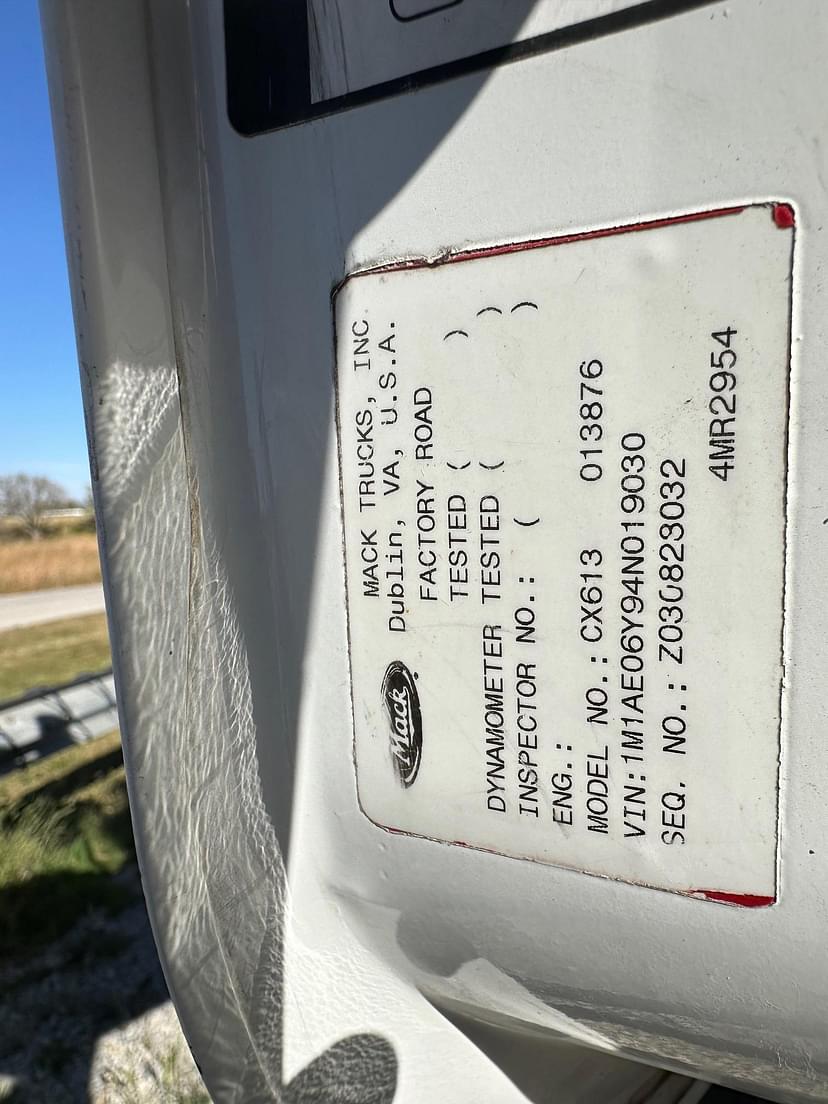 Mack
MACK TRUCKS, INC.
Dublin, VA, U.S.A.
FACTORY ROAD
TESTED ( )
DYNAMOMETER TESTED ( )
INSPECTOR NO.: ( )
ENG.:
MODEL NO.: CX613 013876
VIN:1M1AE06Y94N019030
SEQ. NO.: Z030823032
4MR2954